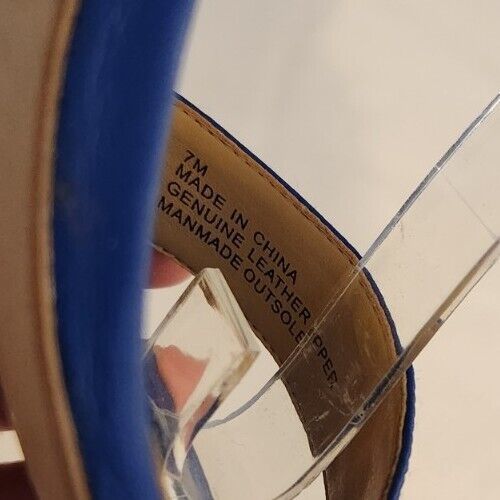 7M
MADE IN CHINA
GENUINE LEATHER UPPER
MANMADE OUTSOLE